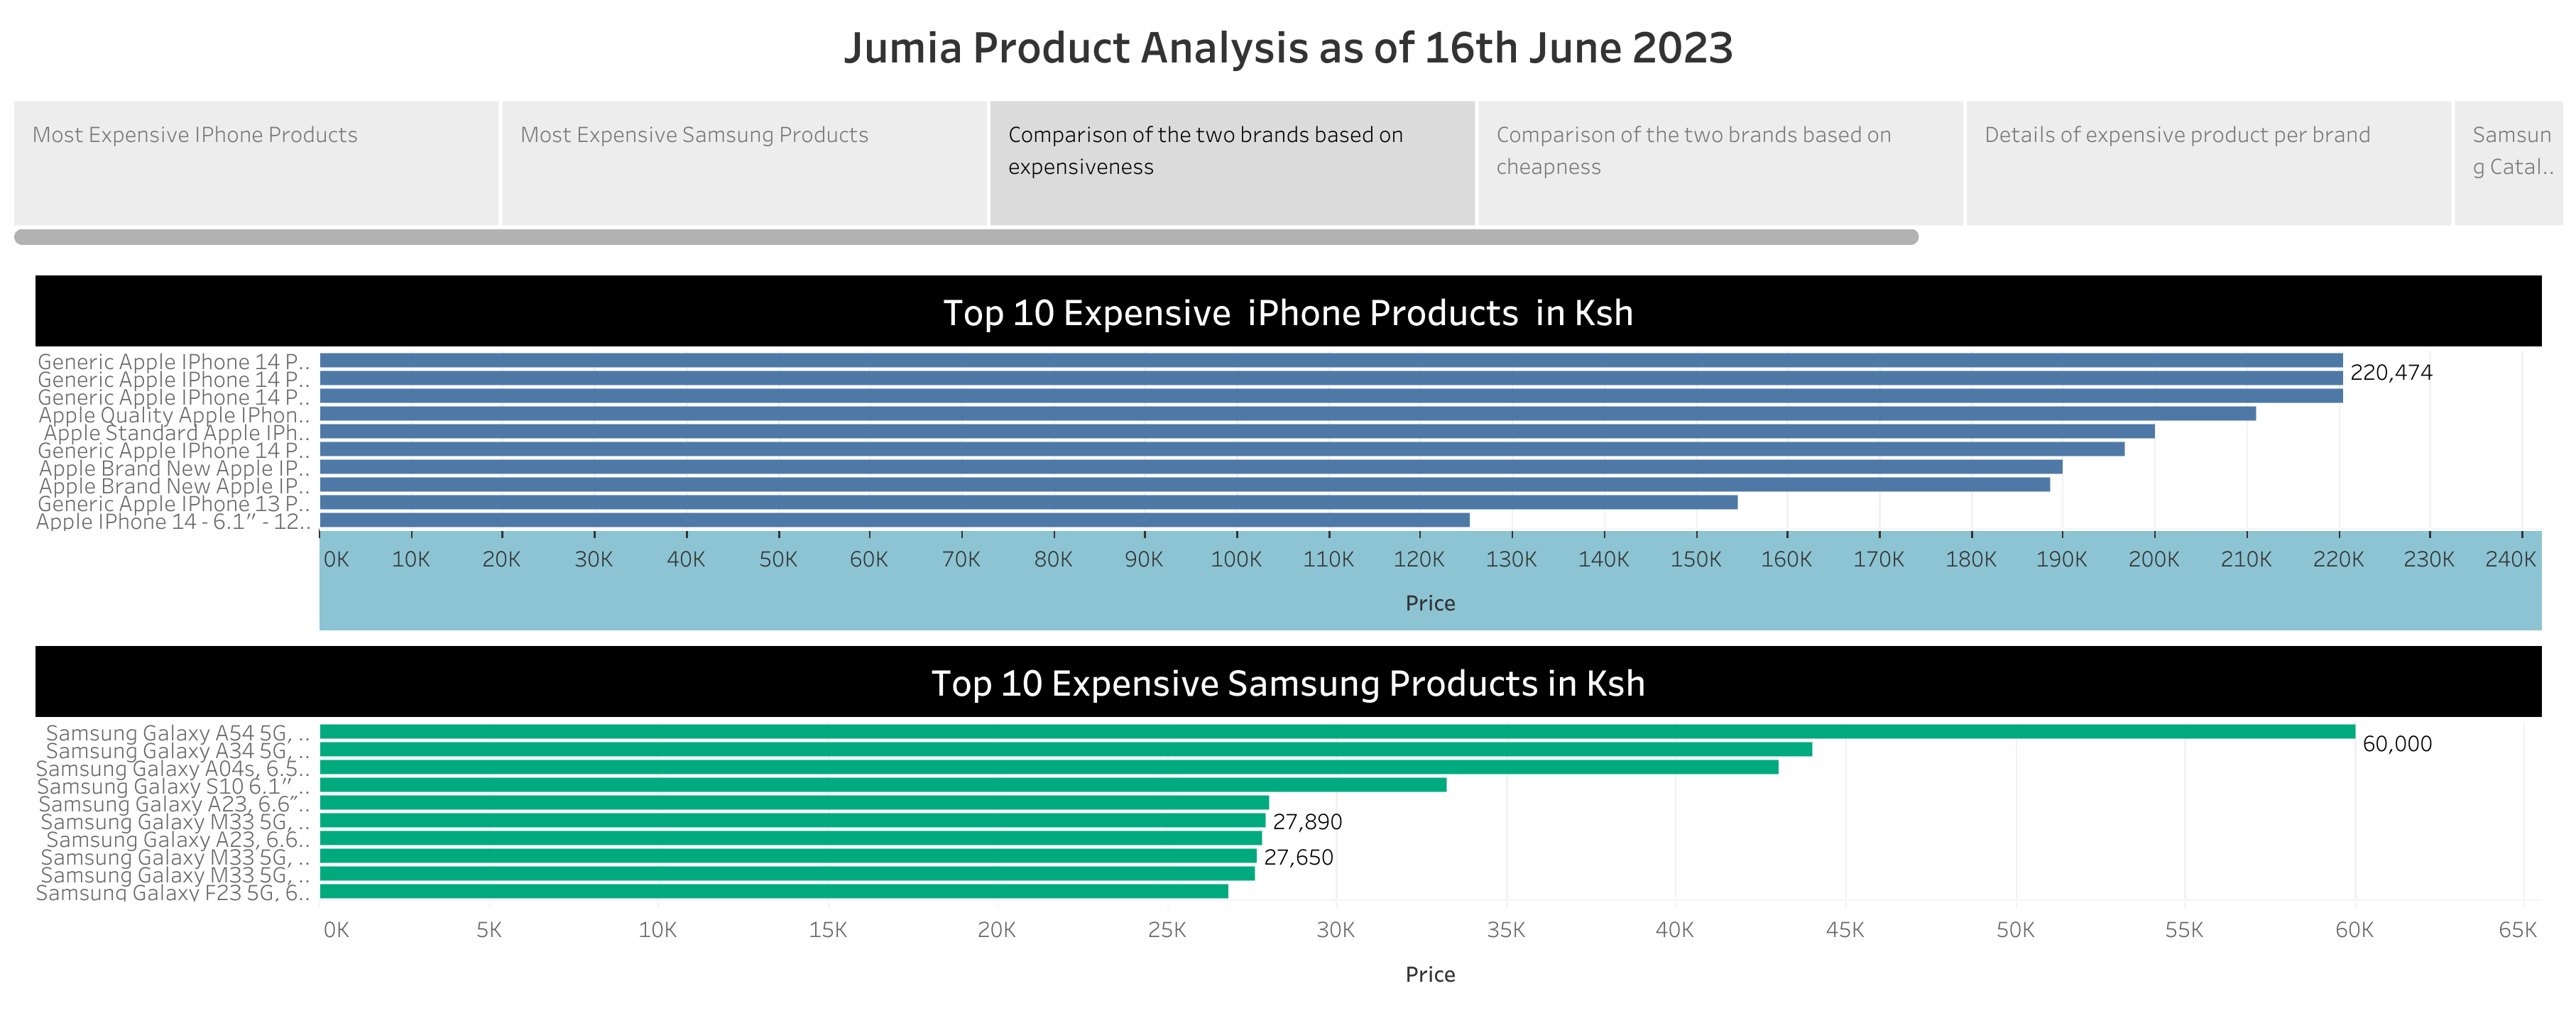 Jumia Product Analysis as of 16th June 2023
Most Expensive IPhone Products
Most Expensive Samsung Products
Comparison of the two brands based on
expensiveness
Comparison of the two brands based on
cheapness
Details of expensive product per brand
Samsun
g Catal..
Top 10 Expensive iPhone Products in Ksh
Generic Apple IPhone 14 P..
Generic Apple IPhone 14 P..
220,474
Generic Apple IPhone 14 P..
Apple Quality Apple IPhon..
Apple Standard Apple IPh..
Generic Apple IPhone 14 P..
Apple Brand New Apple IP..
Apple Brand New Apple IP..
Generic Apple IPhone 13 P..
Apple IPhone 14 - 6.1″ - 12..
0K 10K 20K 30K 40K 50K 60K 70K 80K 90K 100K 110K 120K 130K 140K 150K 160K 170K 180K 190K 200K 210K 220K 230K 240K
Price
Top 10 Expensive Samsung Products in Ksh
Samsung Galaxy A54 5G, ..
60,000
Samsung Galaxy A34 5G, ..
Samsung Galaxy A04s, 6.5..
Samsung Galaxy S10 6.1″ ..
Samsung Galaxy A23, 6.6″..
Samsung Galaxy M33 5G, .. 27,890
Samsung Galaxy A23, 6.6..
Samsung Galaxy M33 5G, .. 27,650
Samsung Galaxy M33 5G, ..
Samsung Galaxy F23 5G, 6..
0K 5K 10K 15K 20K 25K 30K 35K 40K 45K 50K 55K 60K 65K
Price